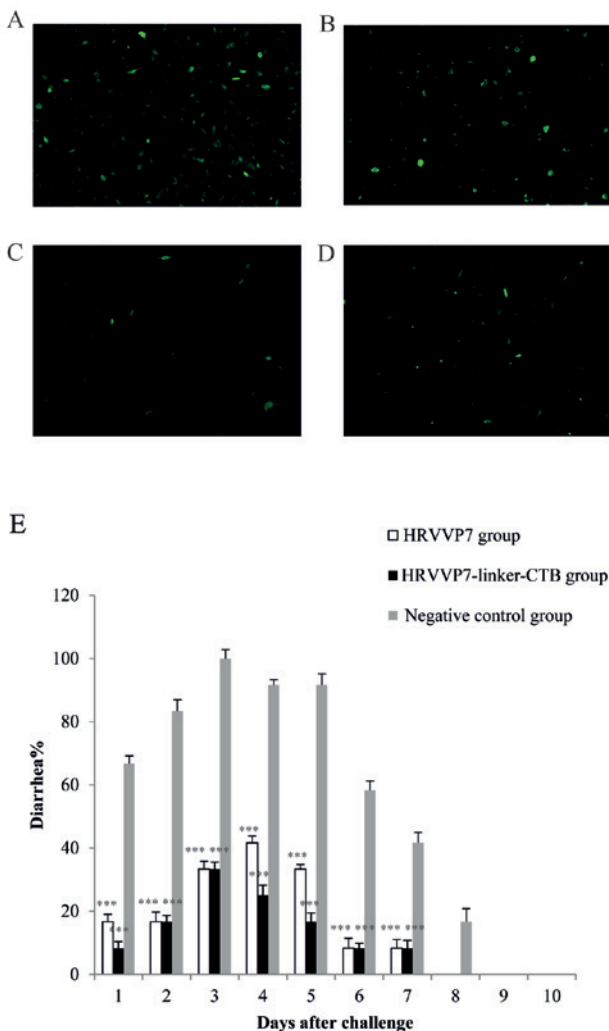 A
B
C
D
E
HRVVP7 group
HRVVP7-linker-CTB group
Negative control group
120
100
80
60
40
20
0
Diarrhea%
*** *** *** *** *** *** *** *** *** *** *** *** *** ***
1 2 3 4 5 6 7 8 9 10
Days after challenge